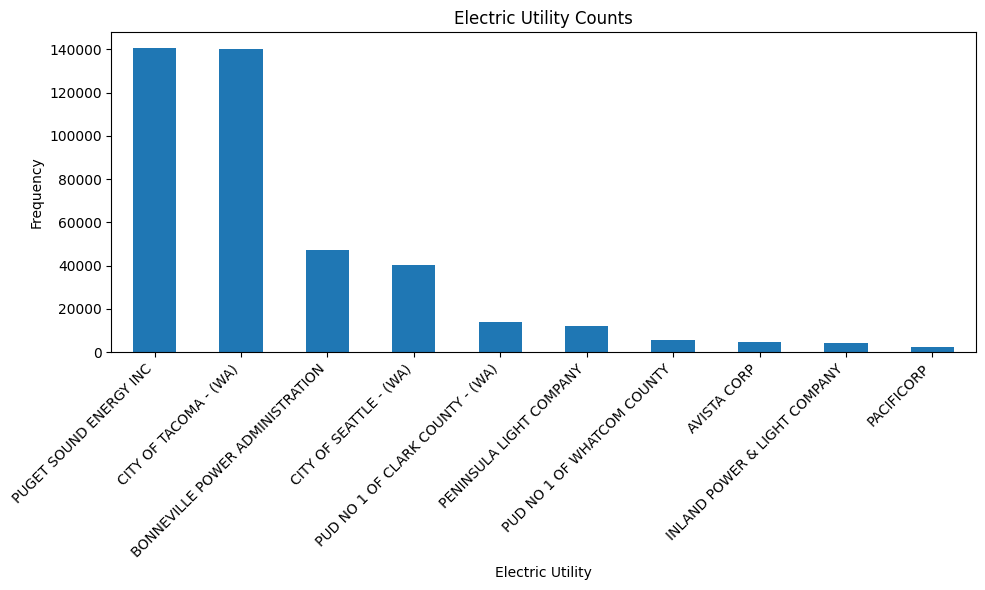 Electric Utility Counts
Frequency
140000
120000
100000
80000
60000
40000
20000
0
PUGET SOUND ENERGY INC
CITY OF TACOMA - (WA)
BONNEVILLE POWER ADMINISTRATION
CITY OF SEATTLE - (WA)
PUD NO 1 OF CLARK COUNTY - (WA)
PENINSULA LIGHT COMPANY
PUD NO 1 OF WHATCOM COUNTY
AVISTA CORP
INLAND POWER & LIGHT COMPANY
PACIFICORP
Electric Utility